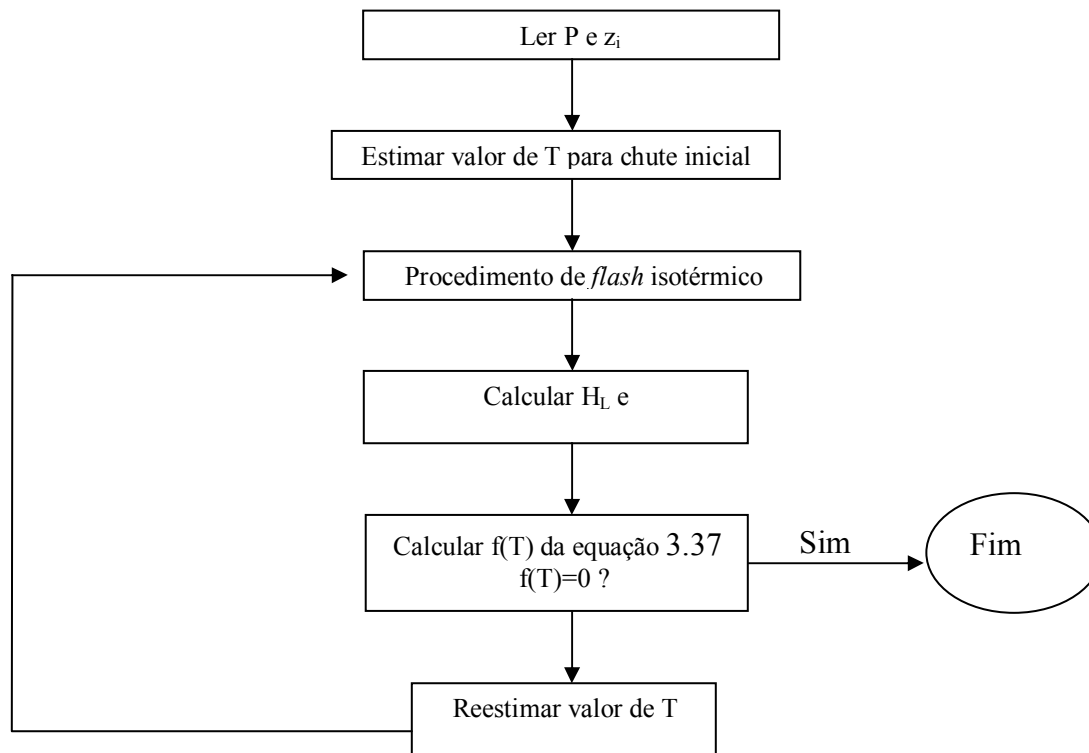 Ler P e zi
Estimar valor de T para chute inicial
Procedimento de flash isotérmico
Calcular HL e
Calcular f(T) da equação 3.37
f(T)=0 ?
Sim
Fim
Reestimar valor de T